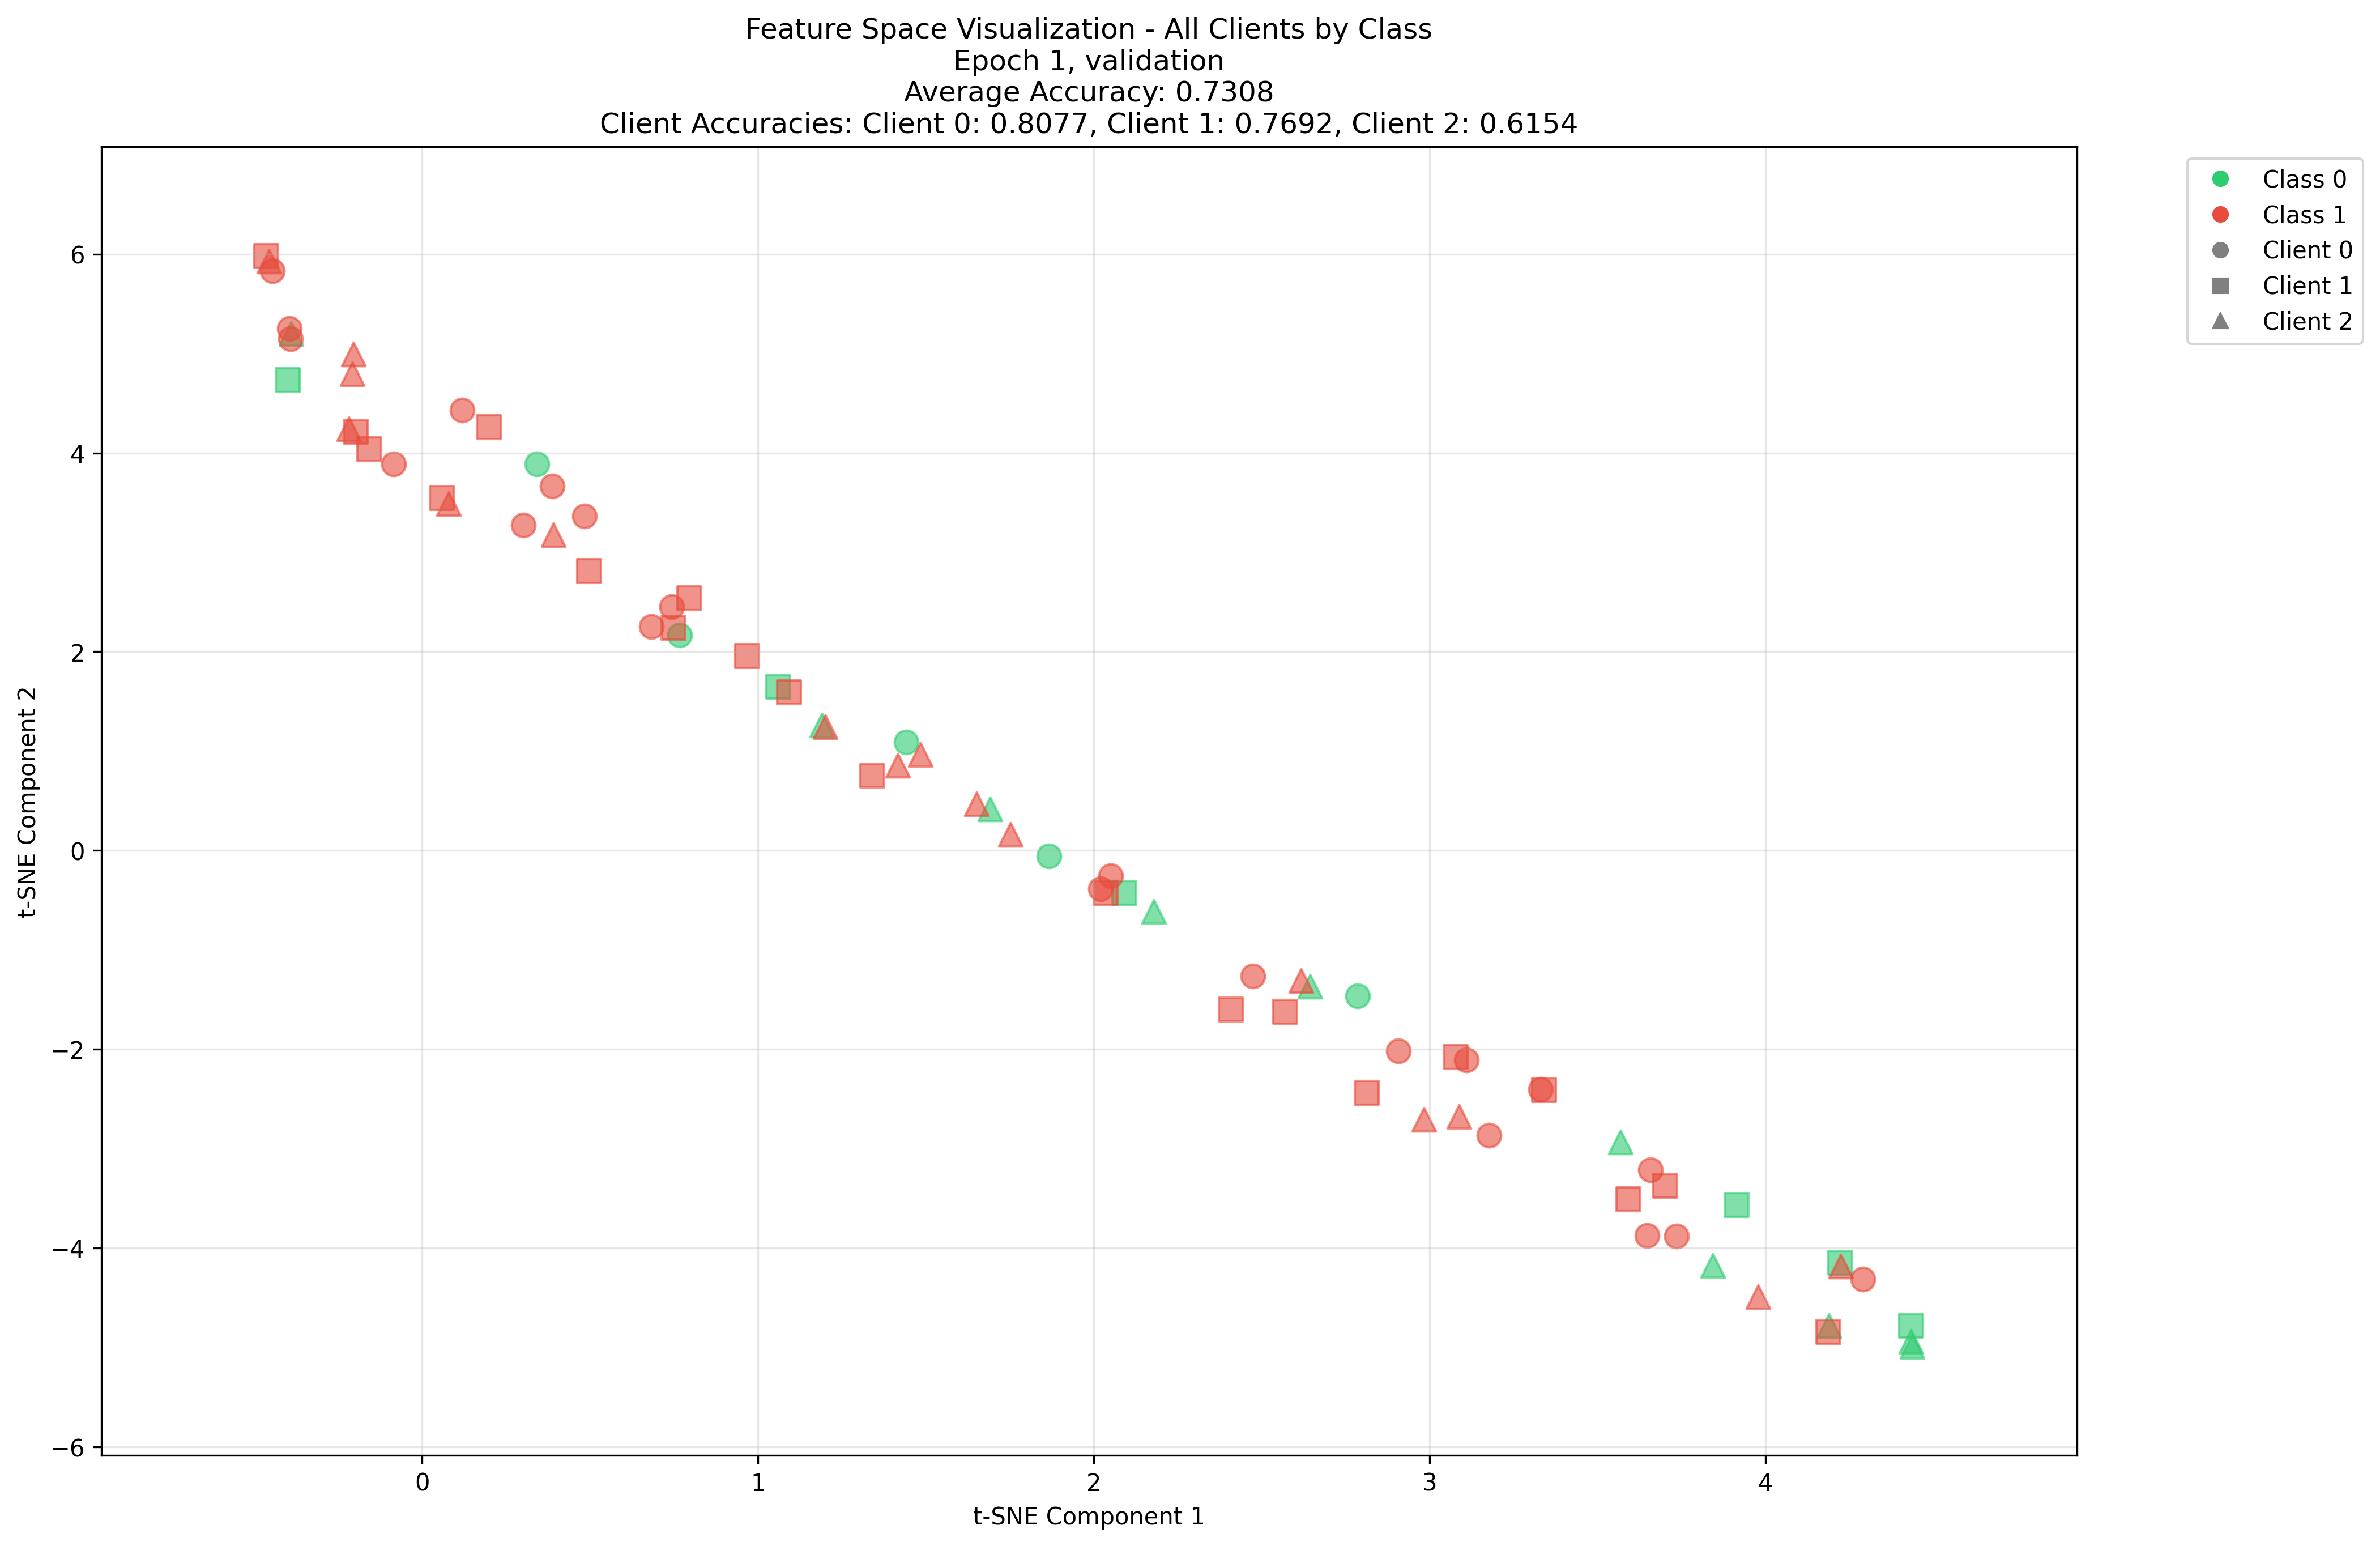 Feature Space Visualization - All Clients by Class
Epoch 1, validation
Average Accuracy: 0.7308
Client Accuracies: Client 0: 0.8077, Client 1: 0.7692, Client 2: 0.6154
Class 0
Class 1
Client 0
Client 1
Client 2
t-SNE Component 2
6
4
2
0
−2
−4
−6
0
1
2
3
4
t-SNE Component 1